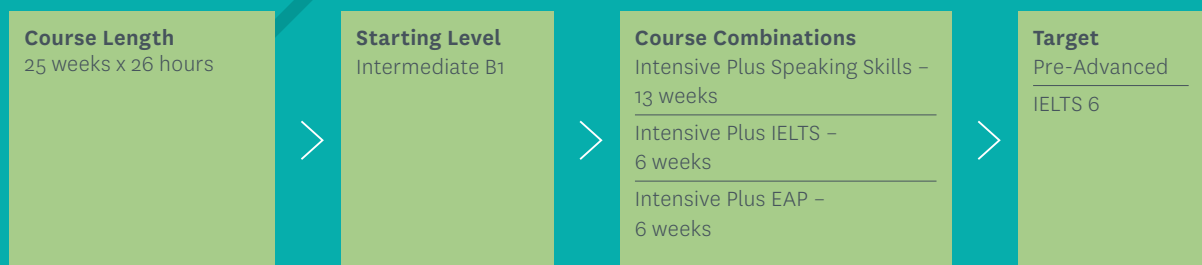 Course Length
25 weeks x 26 hours
Starting Level
Intermediate B1
Course Combinations
Intensive Plus Speaking Skills –
13 weeks
Intensive Plus IELTS –
6 weeks
Intensive Plus EAP –
6 weeks
Target
Pre-Advanced
IELTS 6